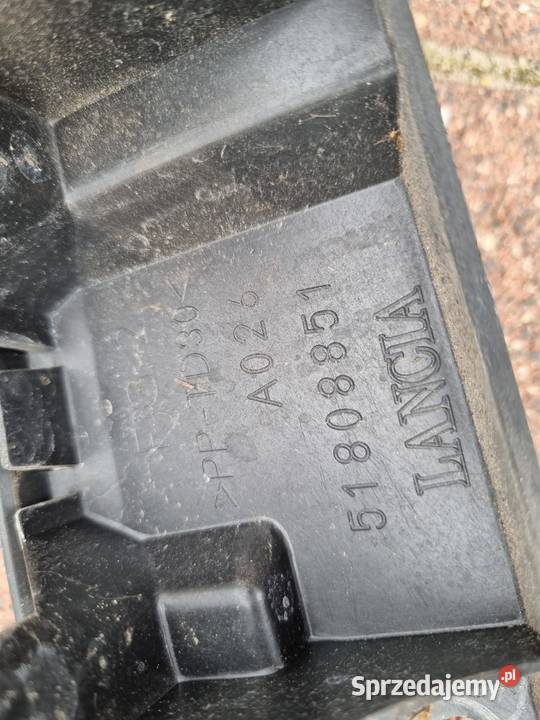 LANCIA
51808851
A026
>PP-TD30<
Sprzedajemy.pl